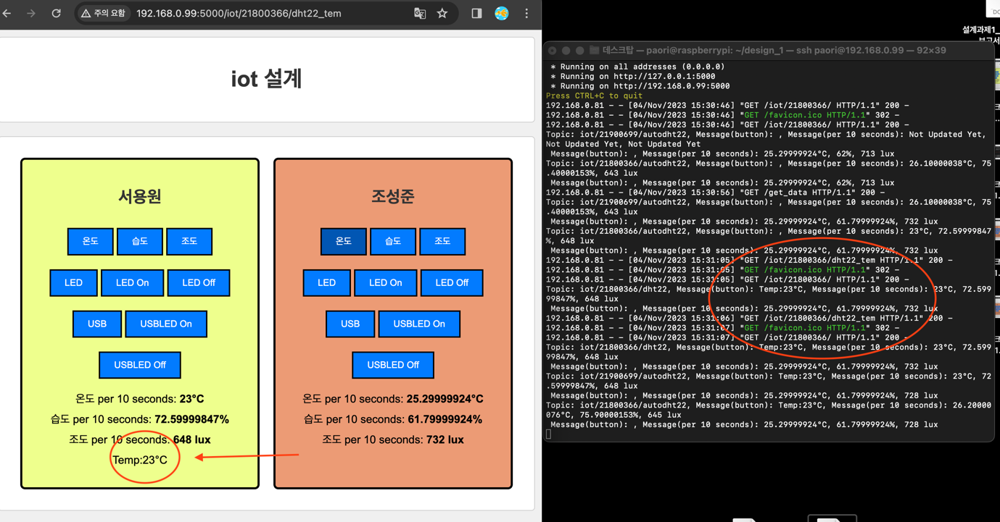 주의 요함
192.168.0.99:5000/iot/21800366/dht22_tem
iot 설계
서용원
온도 습도 조도
LED LED On LED Off
USB USBLED On
USBLED Off
온도 per 10 seconds: 23°C
습도 per 10 seconds: 72.59999847%
조도 per 10 seconds: 648 lux
Temp:23°C
조성준
온도 습도 조도
LED LED On LED Off
USB USBLED On
USBLED Off
온도 per 10 seconds: 25.29999924°C
습도 per 10 seconds: 61.79999924%
조도 per 10 seconds: 732 lux
설계과제1_
데스크탑 — paori@raspberrypi: ~/design_1 — ssh paori@192.168.0.99 — 92×39
* Running on all addresses (0.0.0.0)
* Running on http://127.0.0.1:5000
* Running on http://192.168.0.99:5000
Press CTRL+C to quit
192.168.0.81 - - [04/Nov/2023 15:30:46] "GET /iot/21800366/ HTTP/1.1" 200 -
192.168.0.81 - - [04/Nov/2023 15:30:46] "GET /favicon.ico HTTP/1.1" 302 -
192.168.0.81 - - [04/Nov/2023 15:30:46] "GET /iot/21800366/ HTTP/1.1" 200 -
Topic: iot/21900699/autodht22, Message(button): , Message(per 10 seconds): Not Updated Yet,
Not Updated Yet, Not Updated Yet
Message(button): , Message(per 10 seconds): 25.29999924°C, 62%, 713 lux
Topic: iot/21800366/autodht22, Message(button): , Message(per 10 seconds): 26.10000038°C, 75
.40000153%, 643 lux
Message(button): , Message(per 10 seconds): 25.29999924°C, 62%, 713 lux
192.168.0.81 - - [04/Nov/2023 15:30:56] "GET /get_data HTTP/1.1" 200 -
Topic: iot/21900699/autodht22, Message(button): , Message(per 10 seconds): 26.10000038°C, 75
.40000153%, 643 lux
Message(button): , Message(per 10 seconds): 25.29999924°C, 61.79999924%, 732 lux
Topic: iot/21800366/autodht22, Message(button): , Message(per 10 seconds): 23°C, 72.59999847
%, 648 lux
Message(button): , Message(per 10 seconds): 25.29999924°C, 61.79999924%, 732 lux
192.168.0.81 - - [04/Nov/2023 15:31:05] "GET /iot/21800366/dht22_tem HTTP/1.1" 200 -
192.168.0.81 - - [04/Nov/2023 15:31:05] "GET /favicon.ico HTTP/1.1" 302 -
192.168.0.81 - - [04/Nov/2023 15:31:05] "GET /iot/21800366/ HTTP/1.1" 200 -
Topic: iot/21800366/dht22, Message(button): Temp:23°C, Message(per 10 seconds): 23°C, 72.599
99847%, 648 lux
Message(button): , Message(per 10 seconds): 25.29999924°C, 61.79999924%, 732 lux
192.168.0.81 - - [04/Nov/2023 15:31:06] "GET /iot/21800366/dht22_tem HTTP/1.1" 200 -
192.168.0.81 - - [04/Nov/2023 15:31:07] "GET /favicon.ico HTTP/1.1" 302 -
192.168.0.81 - - [04/Nov/2023 15:31:07] "GET /iot/21800366/ HTTP/1.1" 200 -
Topic: iot/21800366/dht22, Message(button): Temp:23°C, Message(per 10 seconds): 23°C, 72.599
99847%, 648 lux
Message(button): , Message(per 10 seconds): 25.29999924°C, 61.79999924%, 732 lux
Topic: iot/21900699/autodht22, Message(button): Temp:23°C, Message(per 10 seconds): 23°C, 72
.59999847%, 648 lux
Message(button): , Message(per 10 seconds): 25.29999924°C, 61.79999924%, 728 lux
Topic: iot/21800366/autodht22, Message(button): Temp:23°C, Message(per 10 seconds): 26.20000
076°C, 75.90000153%, 645 lux
Message(button): , Message(per 10 seconds): 25.29999924°C, 61.79999924%, 728 lux